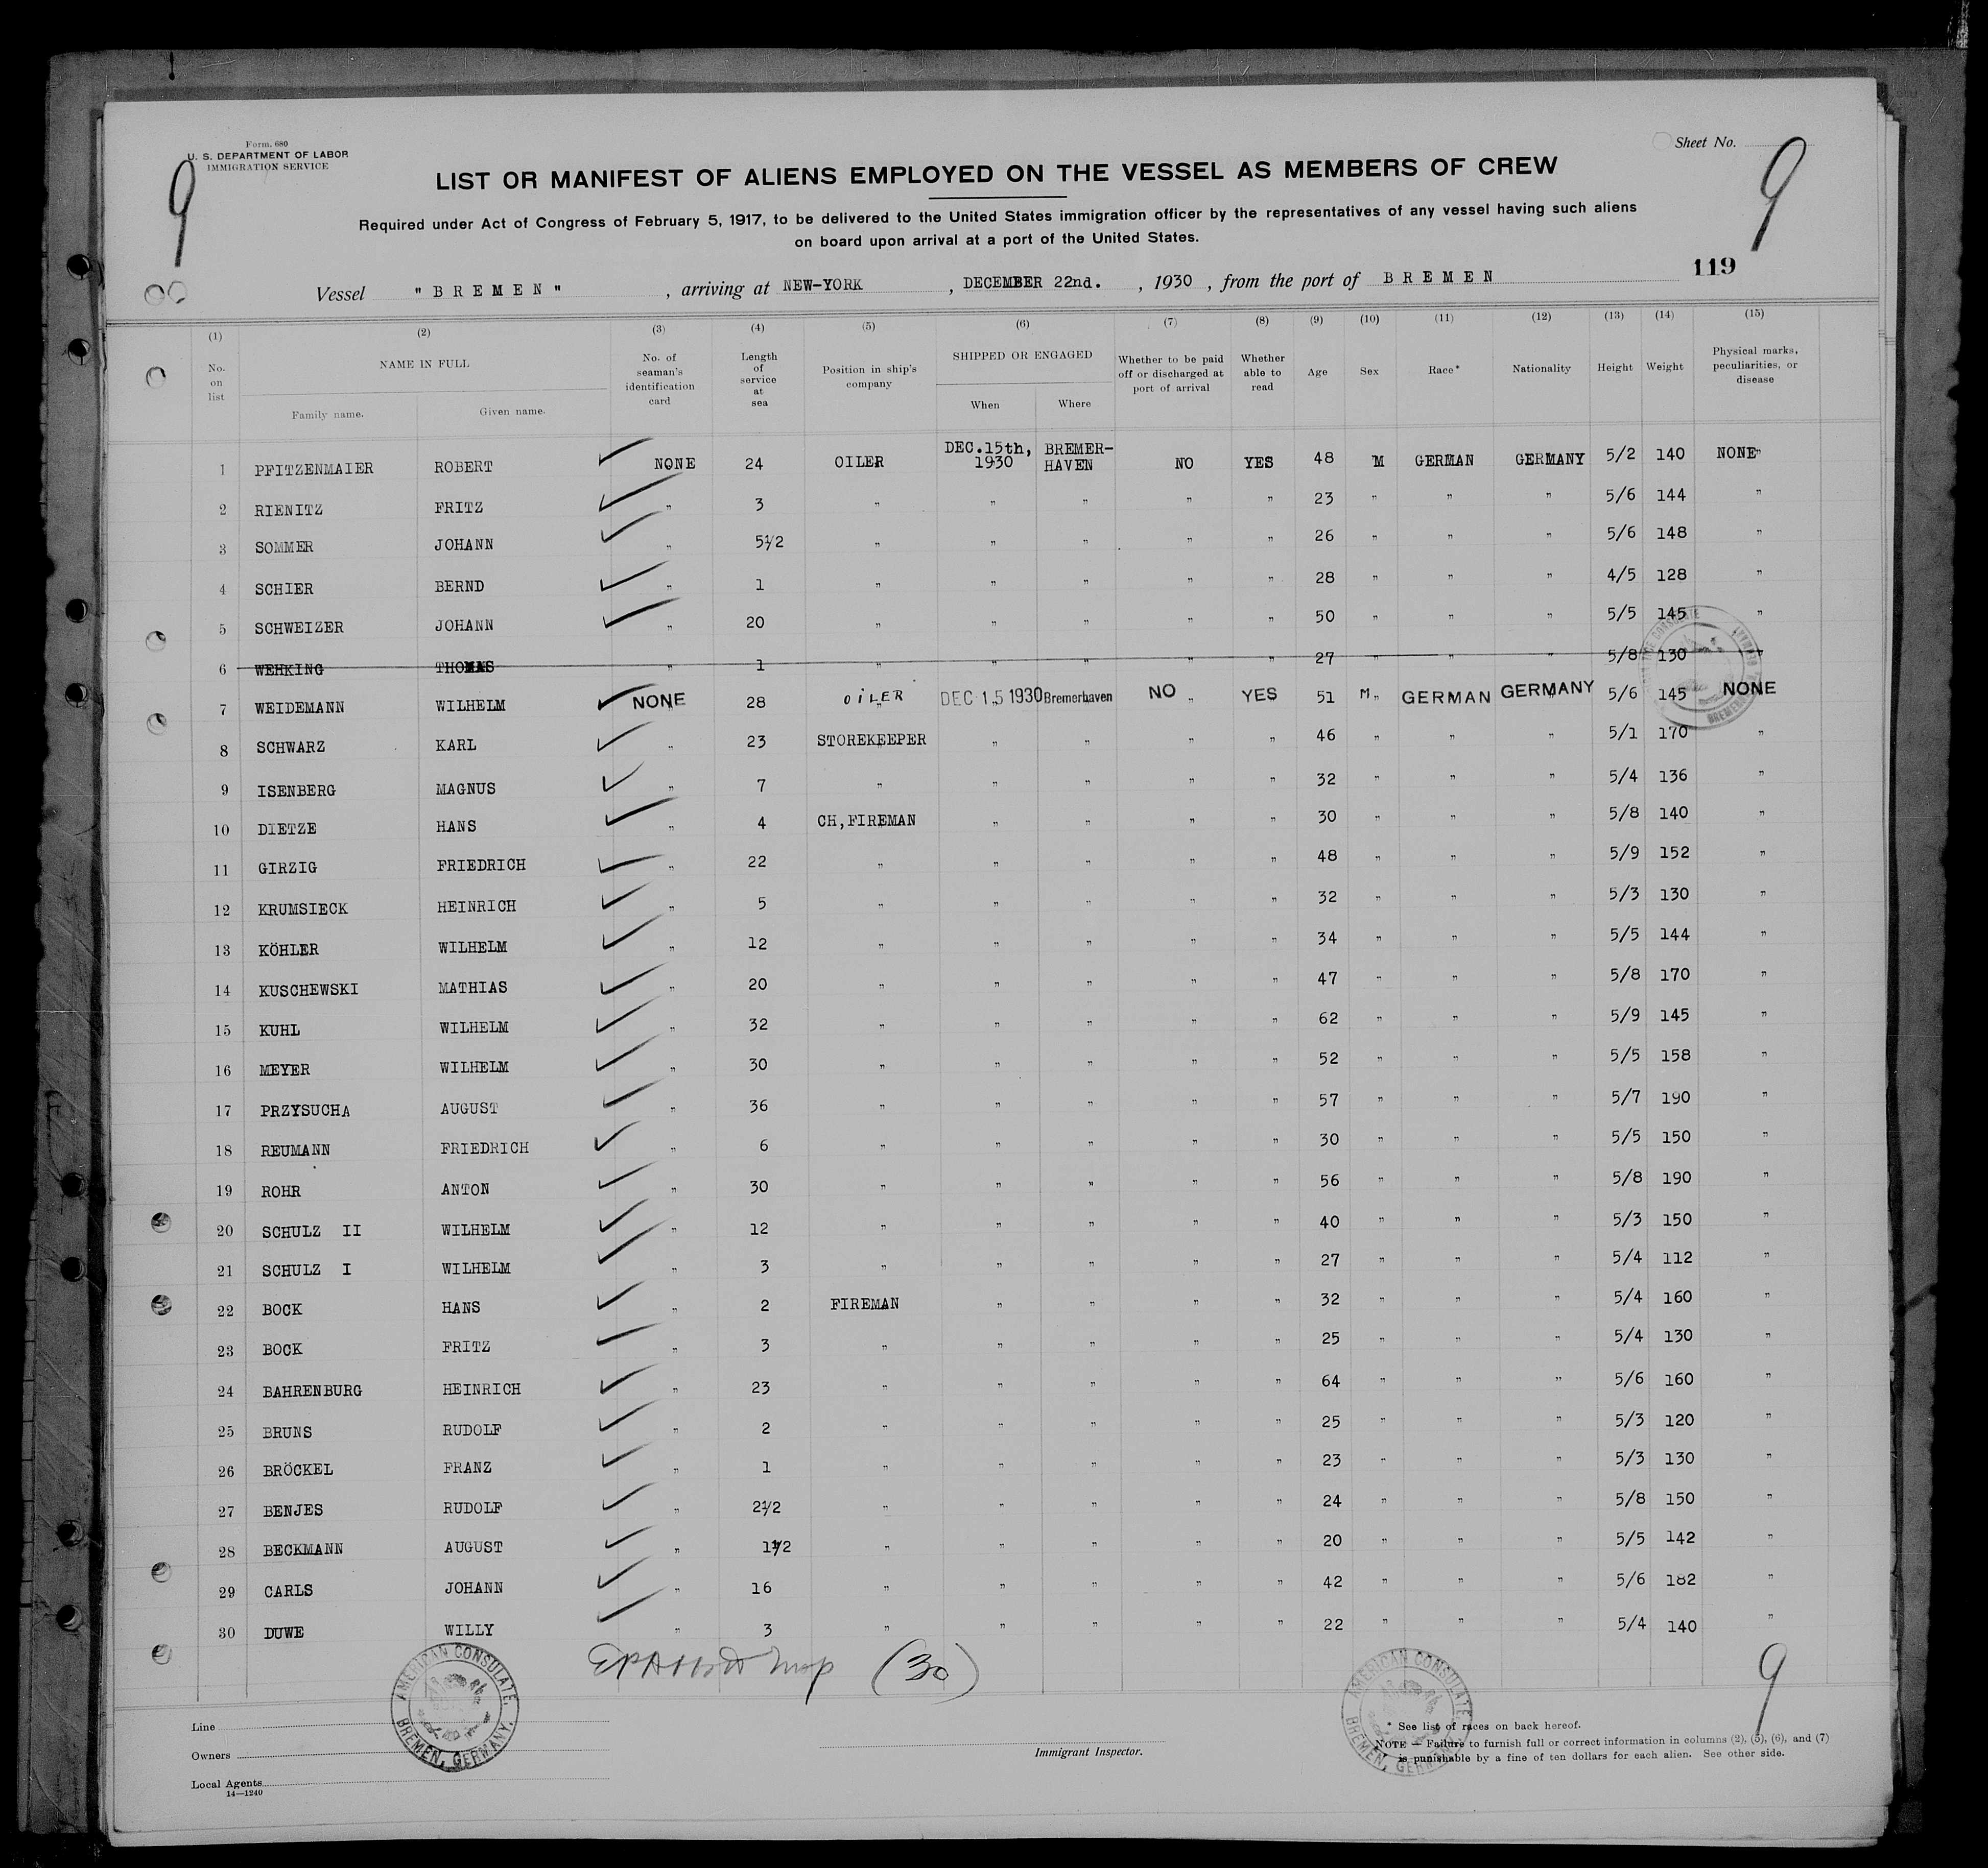 Form 680
U. S. DEPARTMENT OF LABOR
IMMIGRATION SERVICE
Sheet No.
9
9
LIST OR MANIFEST OF ALIENS EMPLOYED ON THE VESSEL AS MEMBERS OF CREW
Required under Act of Congress of February 5, 1917, to be delivered to the United States immigration officer by the representatives of any vessel having such aliens
on board upon arrival at a port of the United States.
119
Vessel " BREMEN " , arriving at NEW-YORK , DECEMBER 22nd. , 1930 , from the port of BREMEN
(1) (2) (3) (4) (5) (6) (7) (8) (9) (10) (11) (12) (13) (14) (15)
No. on list NAME IN FULL Family name. Given name. No. of seaman's identification card Length of service at sea Position in ship's company SHIPPED OR ENGAGED When Where Whether to be paid off or discharged at port of arrival Whether able to read Age Sex Race* Nationality Height Weight Physical marks, peculiarities, or disease
1 PFITZENMAIER ROBERT NONE 24 OILER DEC.15th, 1930 BREMER-HAVEN NO YES 48 M GERMAN GERMANY 5/2 140 NONE"
2 RIENITZ FRITZ " 3 " " " " " 23 " " " 5/6 144 "
3 SOMMER JOHANN " 5½ " " " " " 26 " " " 5/6 148 "
4 SCHIER BERND " 1 " " " " " 28 " " " 4/5 128 "
5 SCHWEIZER JOHANN " 20 " " " " " 50 " " " 5/5 145 "
6 WEHKING THOMAS " 1 " " " " " 27 " " " 5/8 130 "
7 WEIDEMANN WILHELM NONE 28 OILER DEC 15 1930 Bremerhaven NO " YES 51 M " GERMAN GERMANY 5/6 145 NONE
8 SCHWARZ KARL " 23 STOREKEEPER " " " " 46 " " " 5/1 170 "
9 ISENBERG MAGNUS " 7 " " " " " 32 " " " 5/4 136 "
10 DIETZE HANS " 4 CH,FIREMAN " " " " 30 " " " 5/8 140 "
11 GIRZIG FRIEDRICH " 22 " " " " " 48 " " " 5/9 152 "
12 KRUMSIECK HEINRICH " 5 " " " " " 32 " " " 5/3 130 "
13 KÖHLER WILHELM " 12 " " " " " 34 " " " 5/5 144 "
14 KUSCHEWSKI MATHIAS " 20 " " " " " 47 " " " 5/8 170 "
15 KUHL WILHELM " 32 " " " " " 62 " " " 5/9 145 "
16 MEYER WILHELM " 30 " " " " " 52 " " " 5/5 158 "
17 PRZYSUCHA AUGUST " 36 " " " " " 57 " " " 5/7 190 "
18 REUMANN FRIEDRICH " 6 " " " " " 30 " " " 5/5 150 "
19 ROHR ANTON " 30 " " " " " 56 " " " 5/8 190 "
20 SCHULZ II WILHELM " 12 " " " " " 40 " " " 5/3 150 "
21 SCHULZ I WILHELM " 3 " " " " " 27 " " " 5/4 112 "
22 BOCK HANS " 2 FIREMAN " " " " 32 " " " 5/4 160 "
23 BOCK FRITZ " 3 " " " " " 25 " " " 5/4 130 "
24 BAHRENBURG HEINRICH " 23 " " " " " 64 " " " 5/6 160 "
25 BRUNS RUDOLF " 2 " " " " " 25 " " " 5/3 120 "
26 BRÖCKEL FRANZ " 1 " " " " " 23 " " " 5/3 130 "
27 BENJES RUDOLF " 2½ " " " " " 24 " " " 5/8 150 "
28 BECKMANN AUGUST " 1½ " " " " " 20 " " " 5/5 142 "
29 CARLS JOHANN " 16 " " " " " 42 " " " 5/6 182 "
30 DUWE WILLY " 3 " " " " " 22 " " " 5/4 140 "
(30)
9
AMERICAN CONSULATE, BREMEN, GERMANY.
AMERICAN CONSULATE, BREMEN, GERMANY.
Line
Owners
Local Agents
14—1240
Immigrant Inspector.
* See list of races on back hereof.
NOTE — Failure to furnish full or correct information in columns (2), (5), (6), and (7)
is punishable by a fine of ten dollars for each alien. See other side.